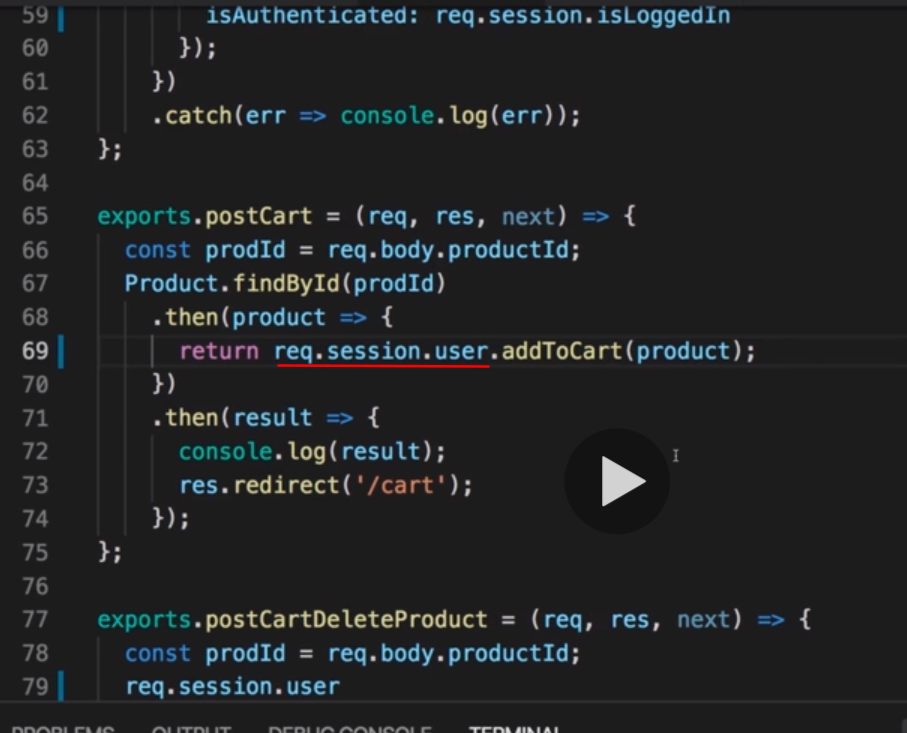 59 isAuthenticated: req.session.isLoggedIn
60 });
61 })
62 .catch(err => console.log(err));
63 };
64
65 exports.postCart = (req, res, next) => {
66 const prodId = req.body.productId;
67 Product.findById(prodId)
68 .then(product => {
69 return req.session.user.addToCart(product);
70 })
71 .then(result => {
72 console.log(result);
73 res.redirect('/cart');
74 });
75 };
76
77 exports.postCartDeleteProduct = (req, res, next) => {
78 const prodId = req.body.productId;
79 req.session.user
PROBLEMS OUTPUT DEBUG CONSOLE TERMINAL